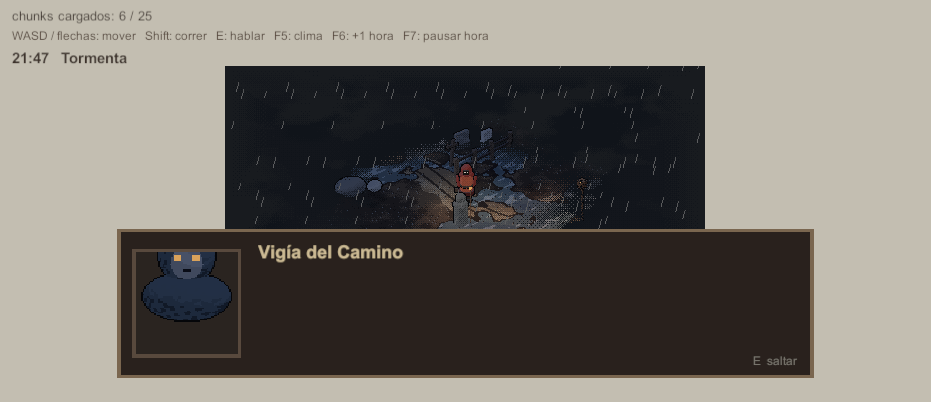 chunks cargados: 6 / 25
WASD / flechas: mover   Shift: correr   E: hablar   F5: clima   F6: +1 hora   F7: pausar hora
21:47   Tormenta
Vigía del Camino
E saltar